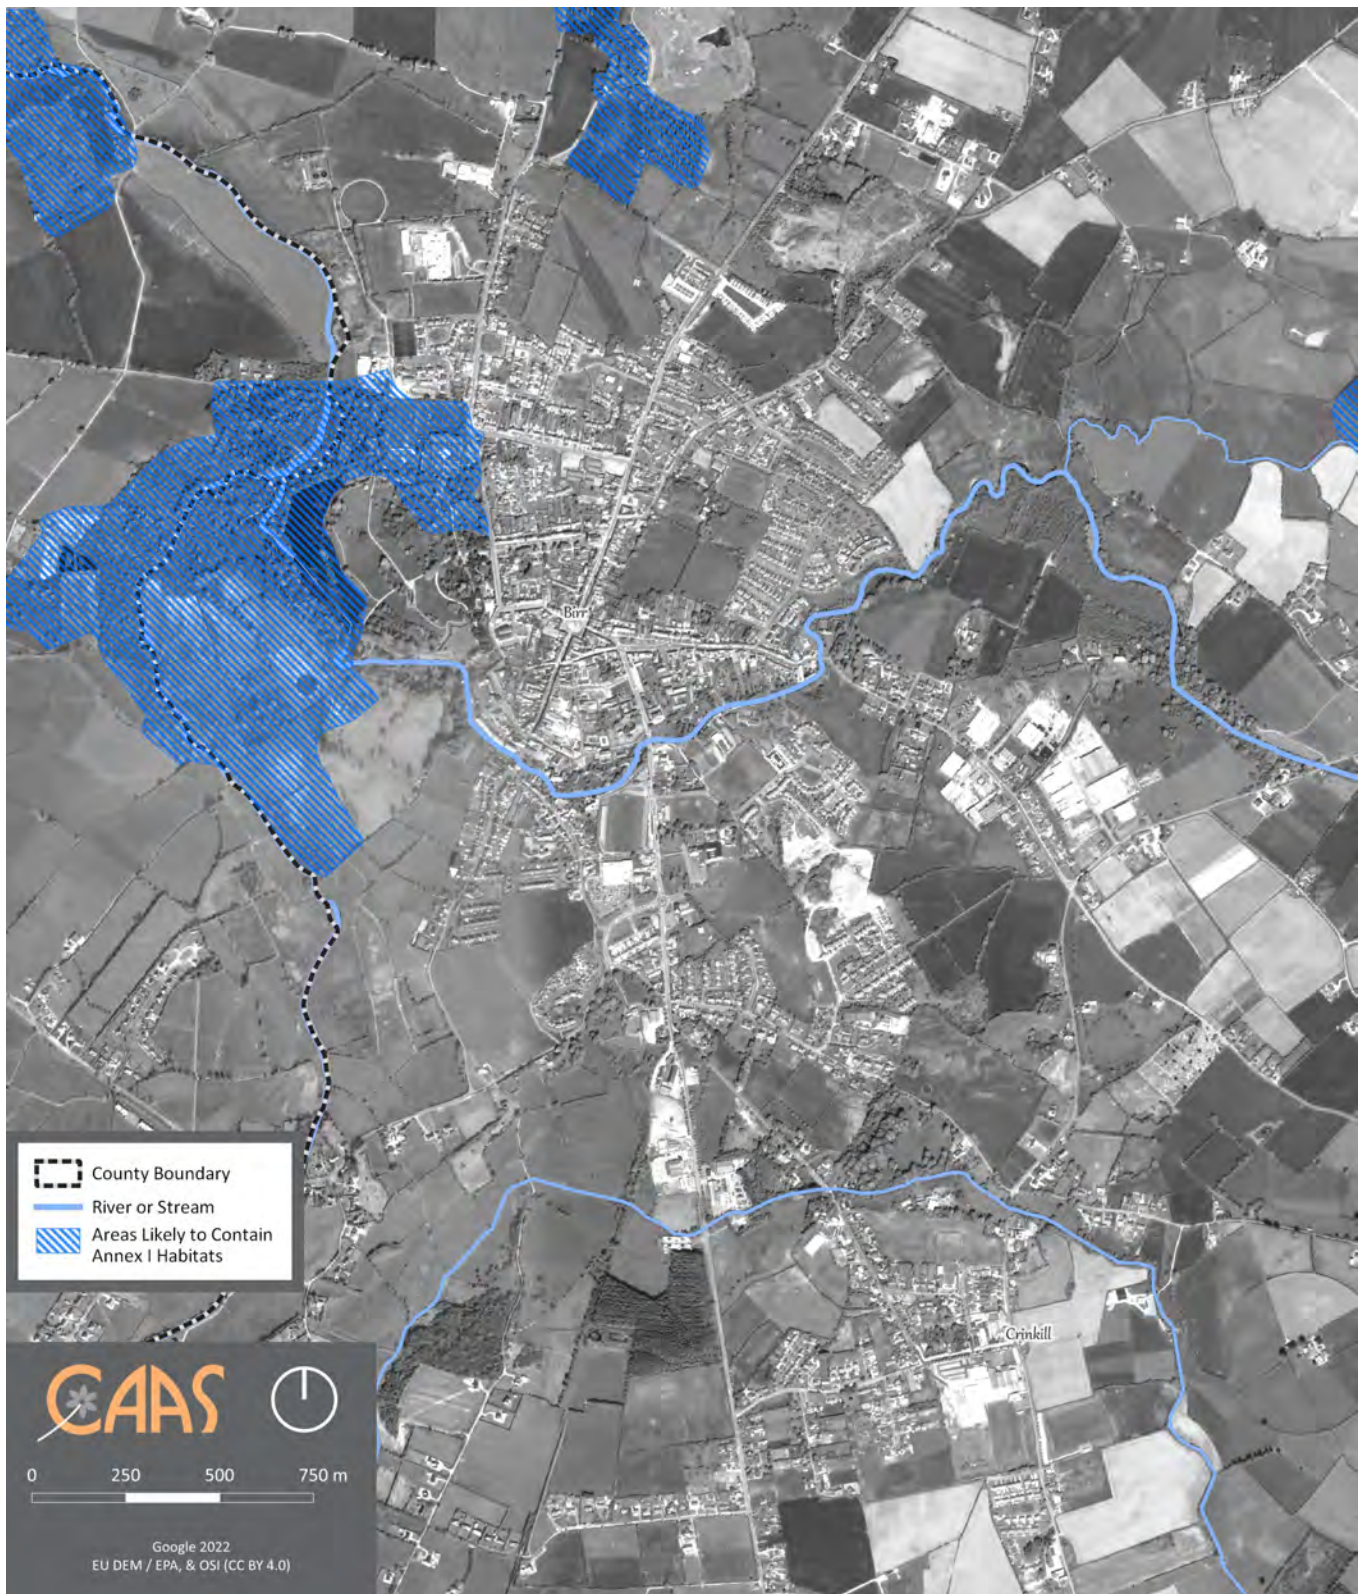 Birr
County Boundary
River or Stream
Areas Likely to Contain
Annex I Habitats
Crinkill
CAAS
0 250 500 750 m
Google 2022
EU DEM / EPA, & OSI (CC BY 4.0)